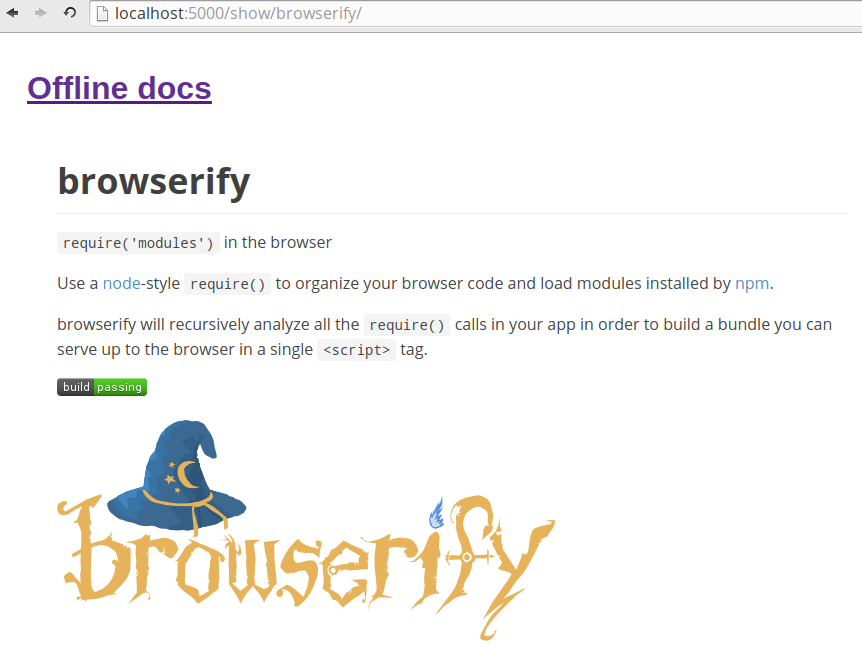 localhost:5000/show/browserify/
Offline docs
browserify
require('modules') in the browser
Use a node-style require() to organize your browser code and load modules installed by npm.
browserify will recursively analyze all the require() calls in your app in order to build a bundle you can
serve up to the browser in a single <script> tag.
build passing
browserify